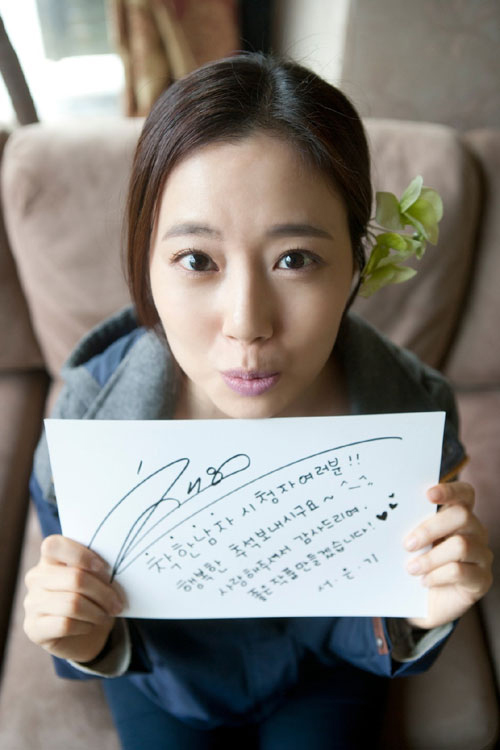 착한남자 시청자여러분!!
행복한 추석보내시구요~ ^_^
사랑해주셔서 감사드리며,
좋은작품만들겠습니다! ♥♥
서.은.기